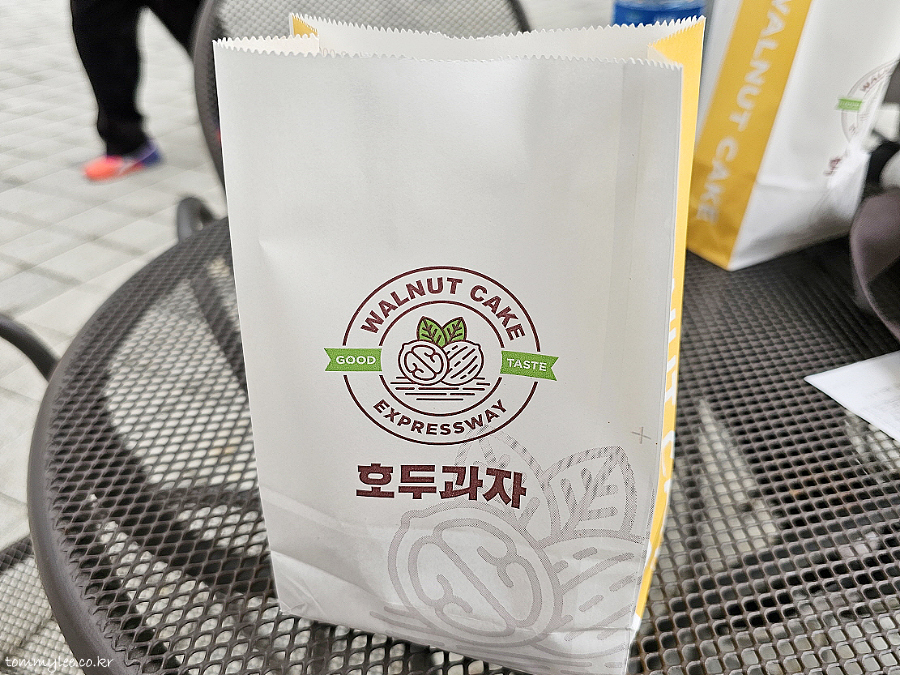 WALNUT CAKE
GOOD
TASTE
EXPRESSWAY
호두과자
WALNUT CAKE
tommylee.co.kr